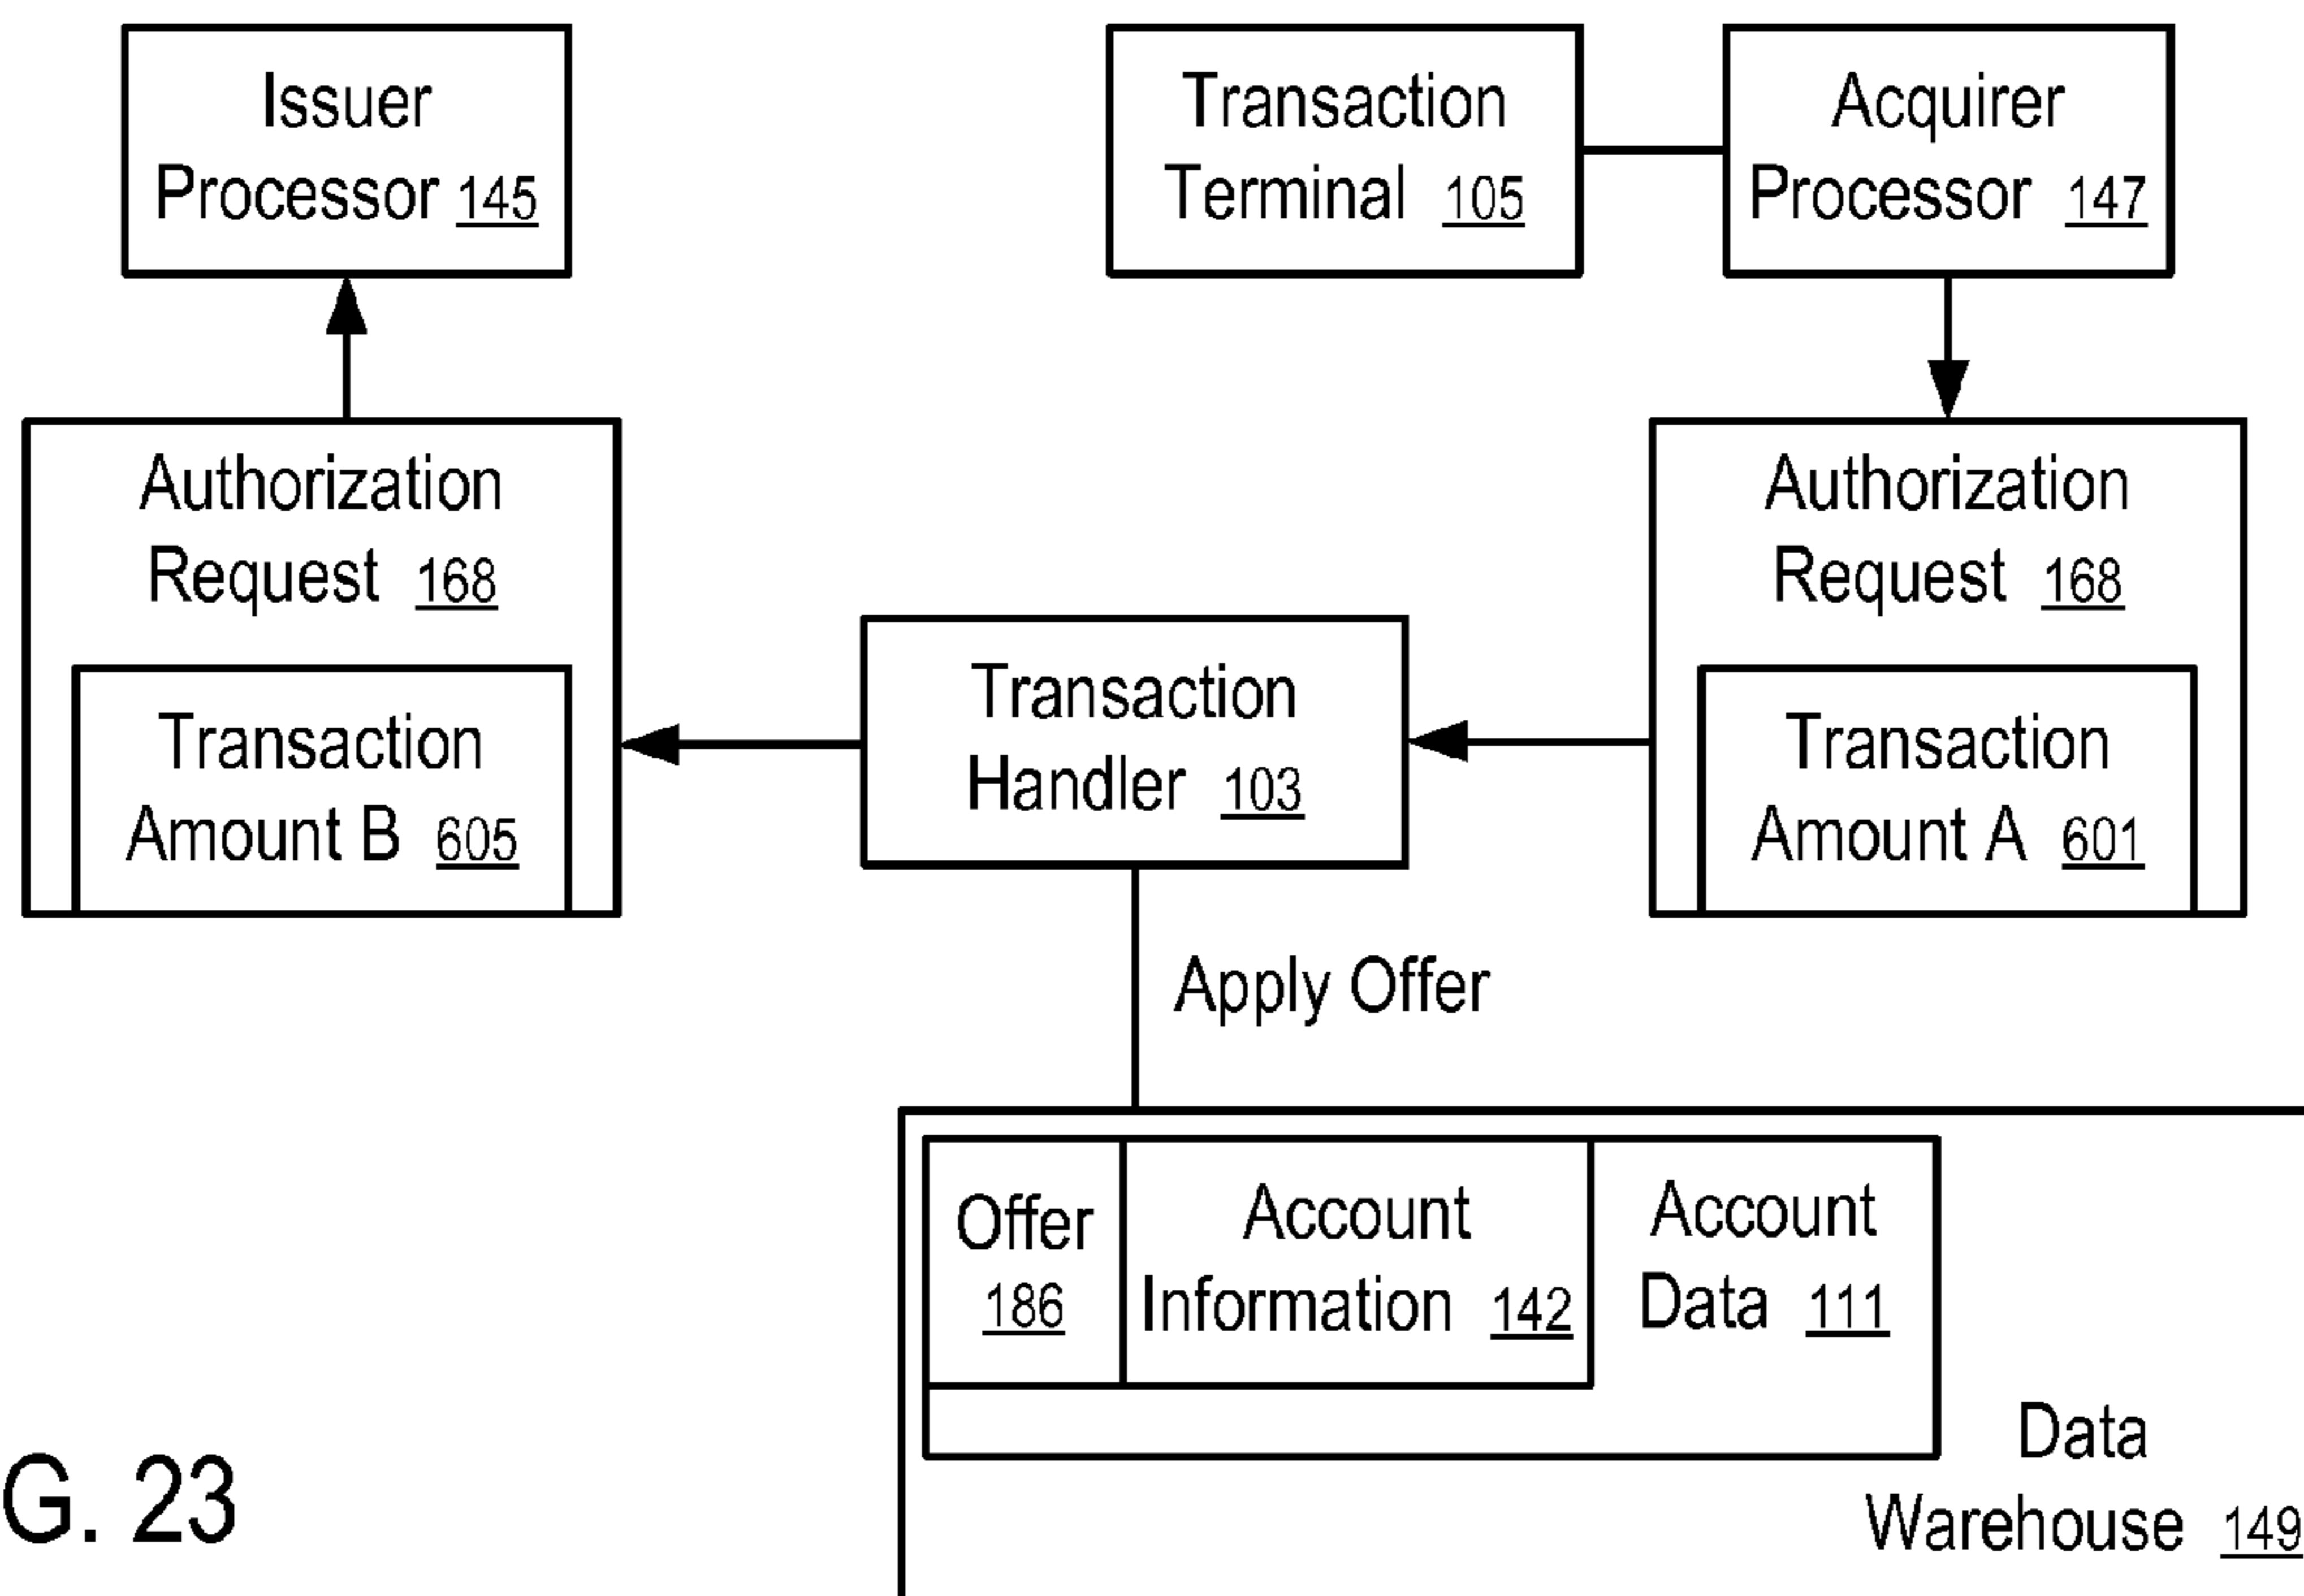 Issuer
Processor 145
Transaction
Terminal 105
Acquirer
Processor 147
Authorization
Request 168
Transaction
Amount B 605
Transaction
Handler 103
Authorization
Request 168
Transaction
Amount A 601
Apply Offer
Offer
186
Account
Information 142
Account
Data 111
Data
Warehouse 149
G. 23